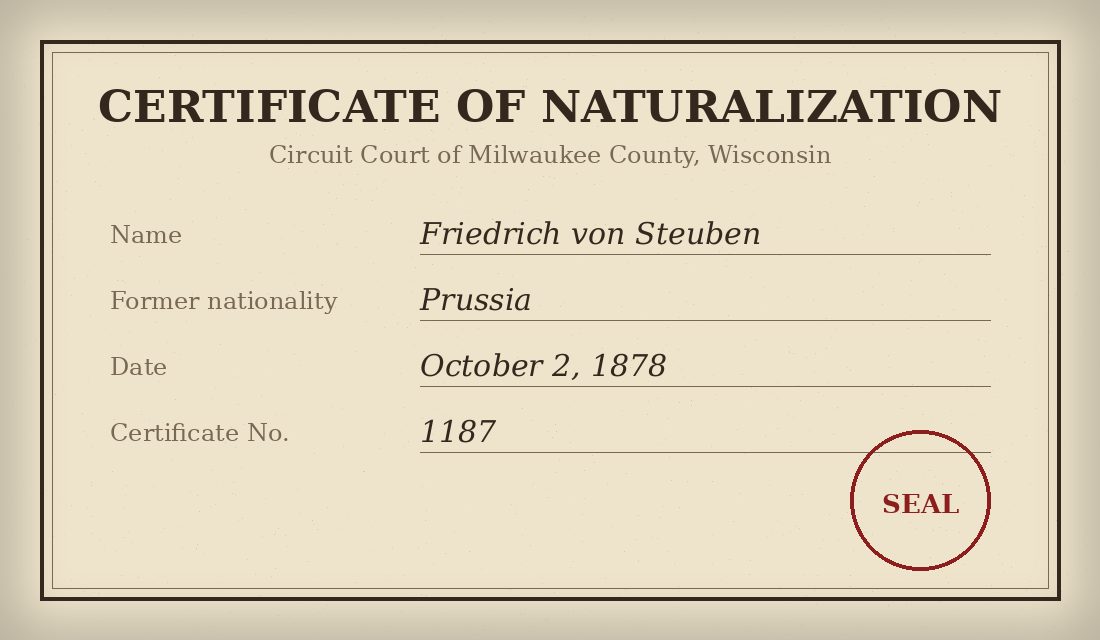 CERTIFICATE OF NATURALIZATION
Circuit Court of Milwaukee County, Wisconsin
Name Friedrich von Steuben
Former nationality Prussia
Date October 2, 1878
Certificate No. 1187
SEAL